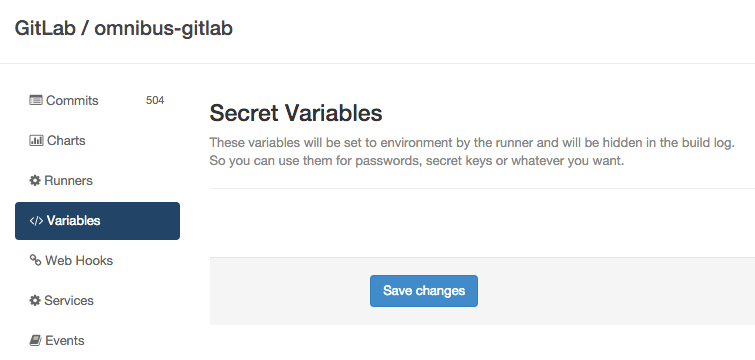 GitLab / omnibus-gitlab
Commits 504
Charts
Runners
</> Variables
Web Hooks
Services
Events
Secret Variables
These variables will be set to environment by the runner and will be hidden in the build log.
So you can use them for passwords, secret keys or whatever you want.
Save changes